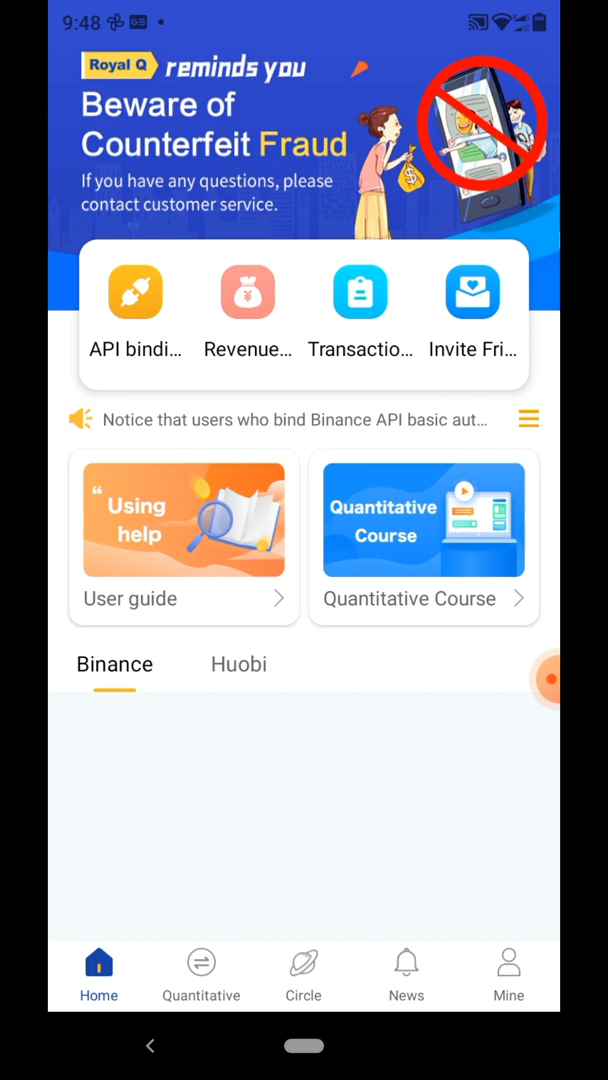 9:48
Royal Q reminds you
Beware of
Counterfeit Fraud
If you have any questions, please
contact customer service.
API bindi... Revenue... Transactio... Invite Fri...
Notice that users who bind Binance API basic aut...
“ Using
help
Quantitative
Course
User guide
Quantitative Course
Binance Huobi
Home Quantitative Circle News Mine